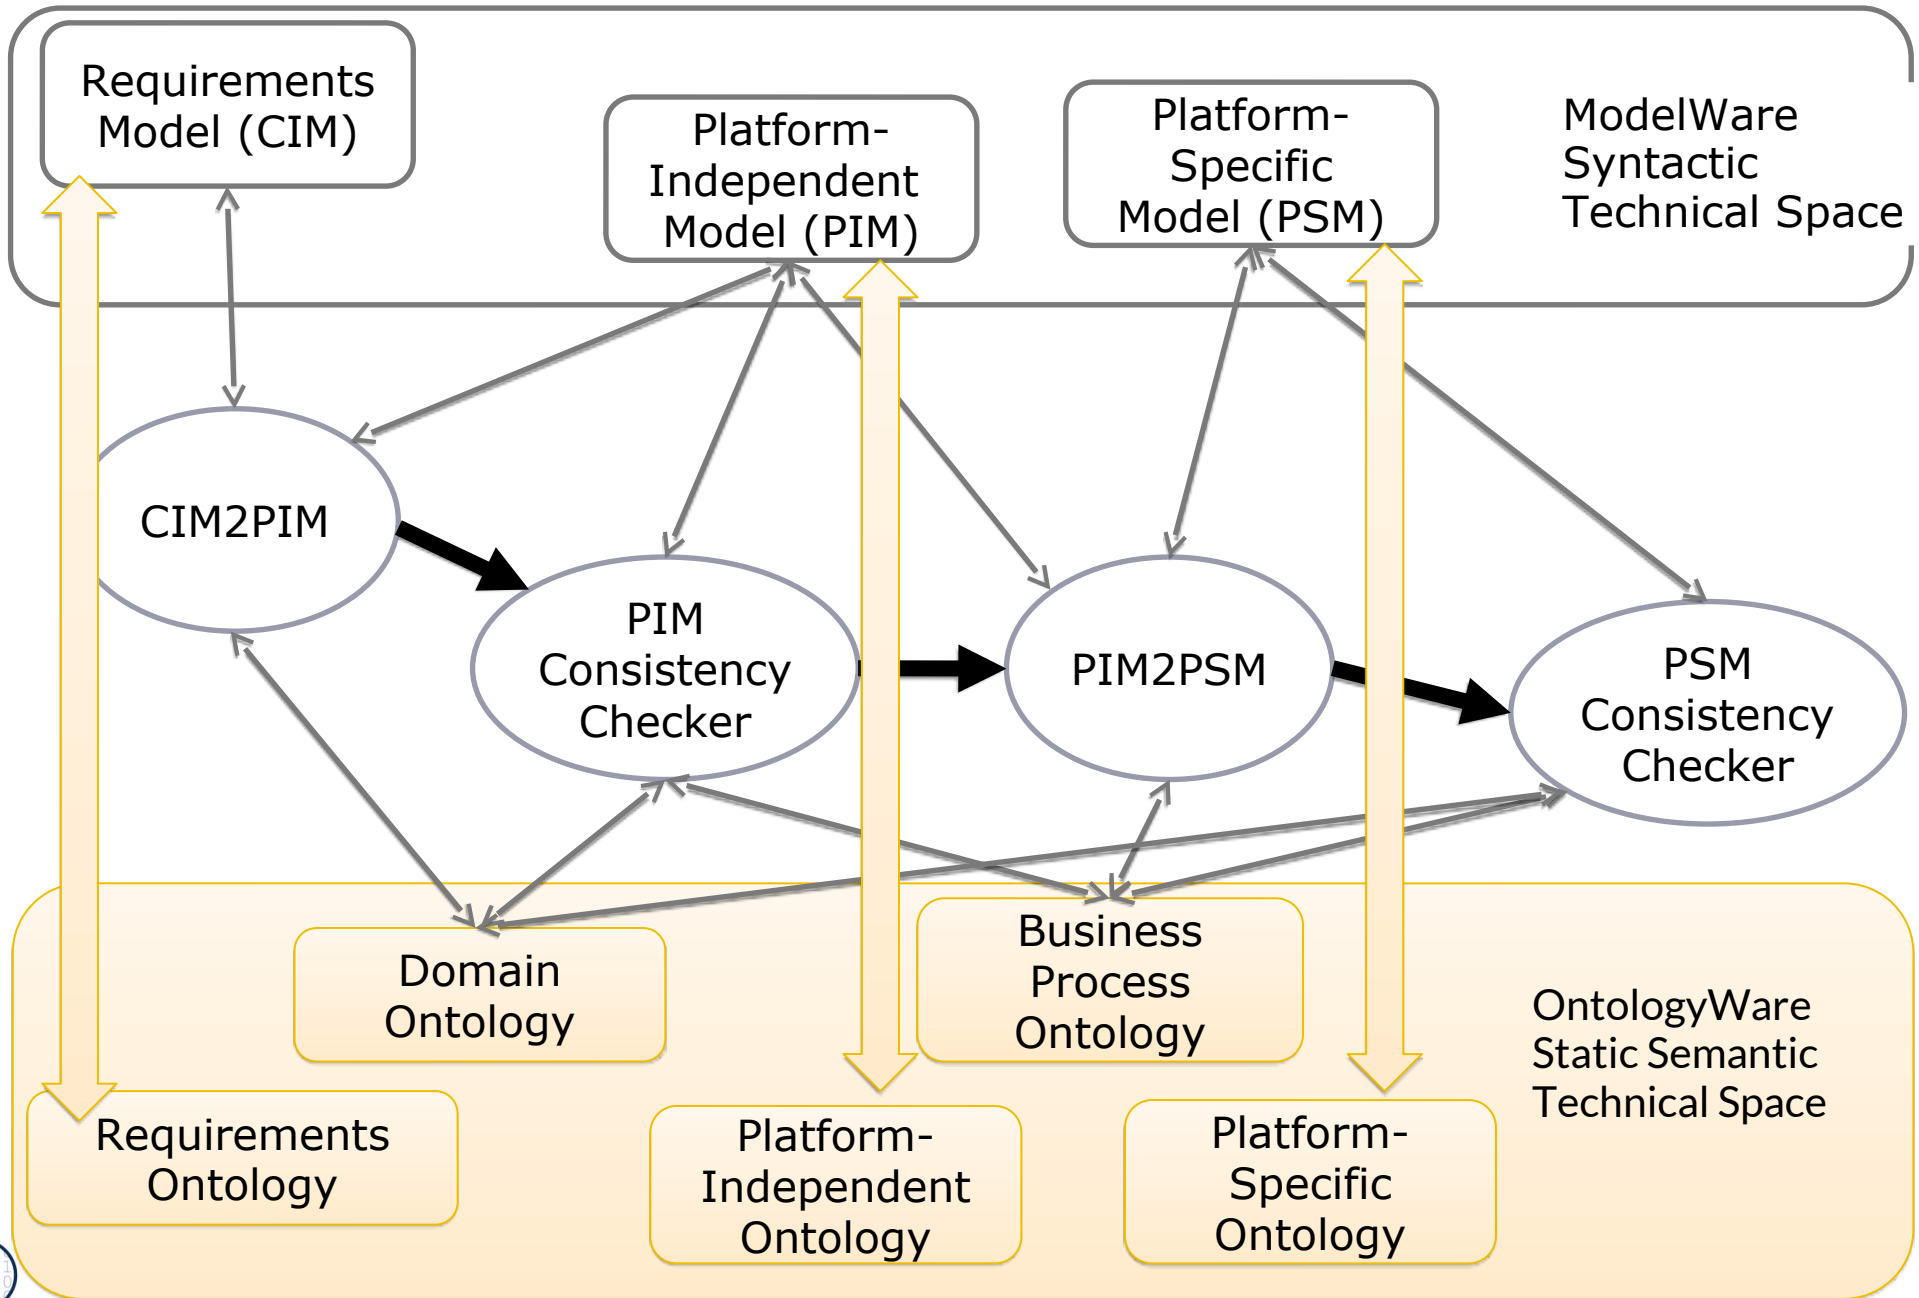 Requirements
Model (CIM)
Platform-
Independent
Model (PIM)
Platform-
Specific
Model (PSM)
ModelWare
Syntactic
Technical Space
CIM2PIM
PIM
Consistency
Checker
PIM2PSM
PSM
Consistency
Checker
Domain
Ontology
Business
Process
Ontology
OntologyWare
Static Semantic
Technical Space
Requirements
Ontology
Platform-
Independent
Ontology
Platform-
Specific
Ontology